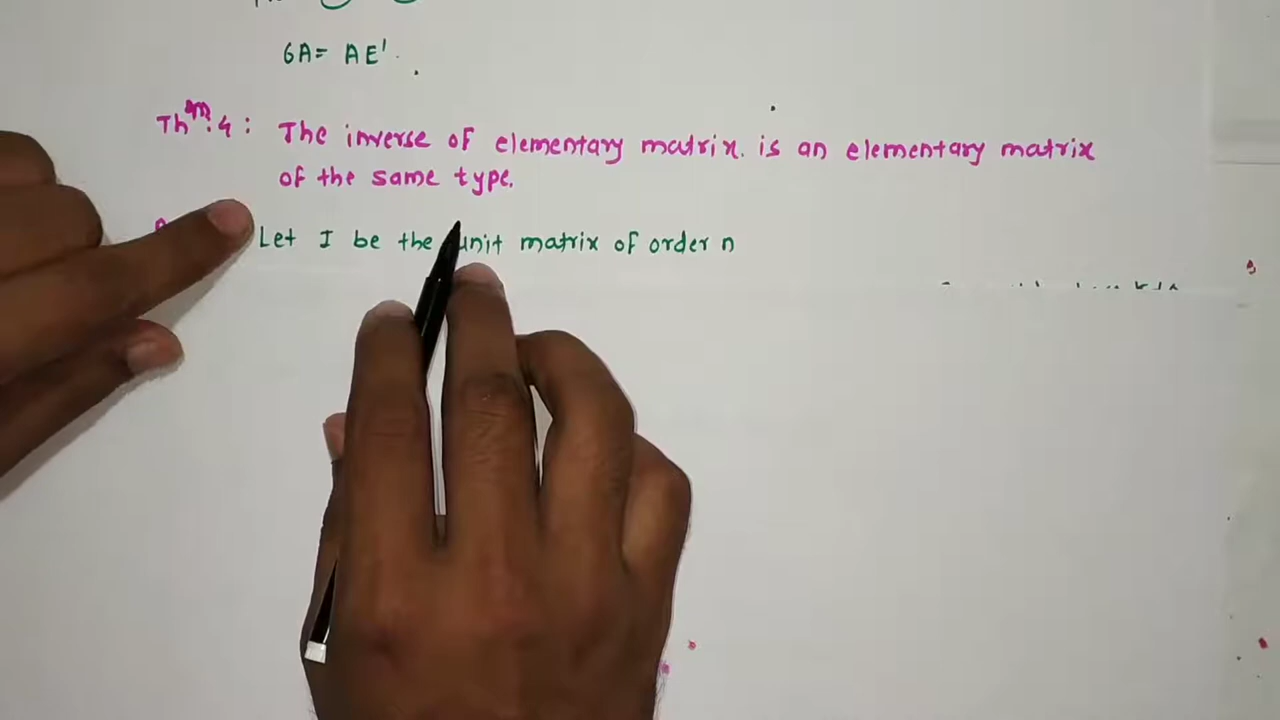 6A= AE'.
Thm.4: The inverse of elementary matrix. is an elementary matrix
of the same type.
Let I be the unit matrix of order n